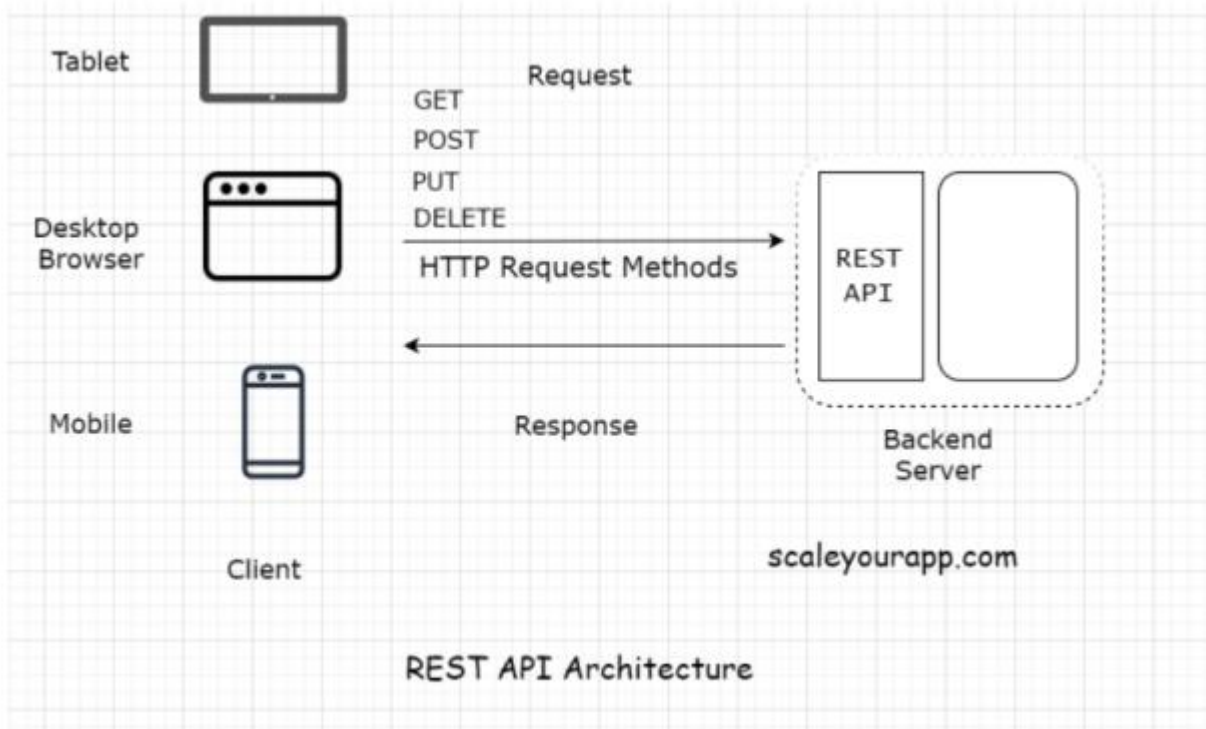 Tablet
Request
GET
POST
PUT
DELETE
Desktop
Browser
HTTP Request Methods
REST
API
Mobile
Response
Backend
Server
Client
scaleyourapp.com
REST API Architecture